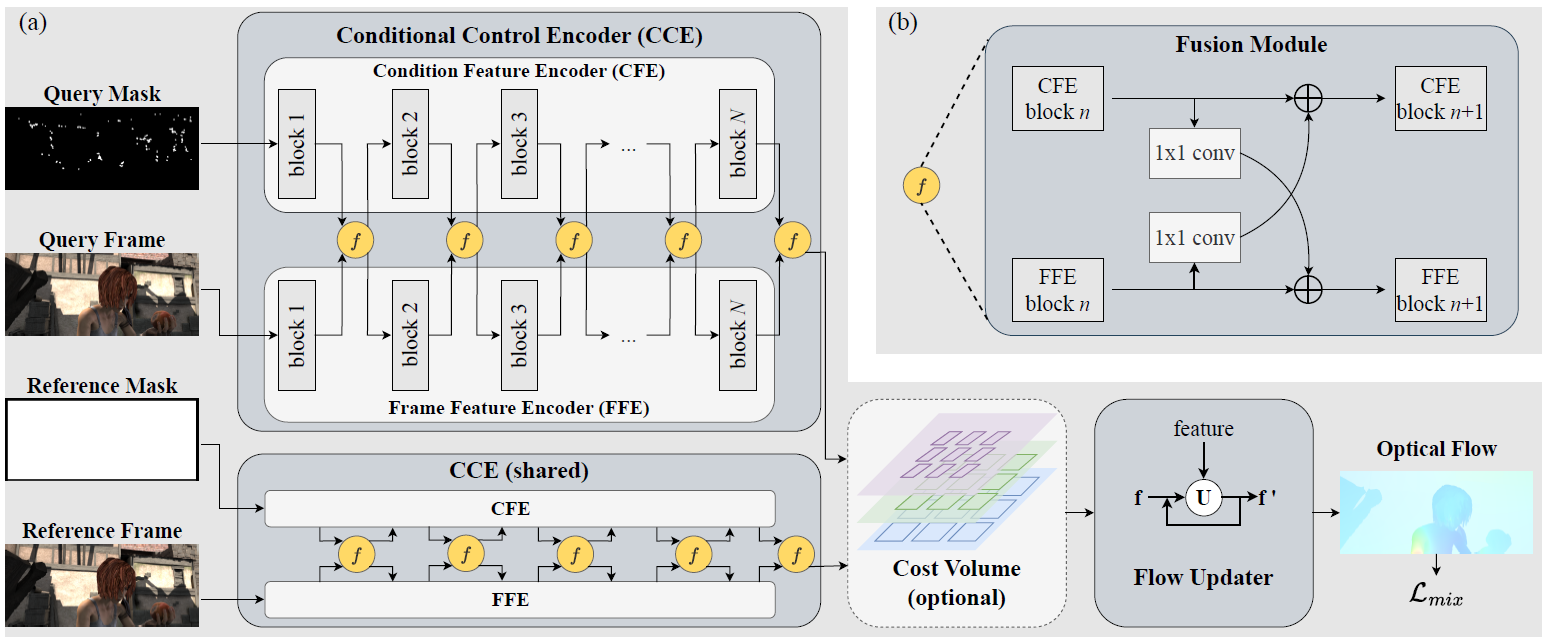 (a)
Conditional Control Encoder (CCE)
Condition Feature Encoder (CFE)
Query Mask
block 1
block 2
block 3
...
block N
f
f
f
f
f
Query Frame
block 1
block 2
block 3
...
block N
Frame Feature Encoder (FFE)
Reference Mask
CCE (shared)
CFE
Reference Frame
f
f
f
f
f
FFE
(b)
Fusion Module
CFE
block n
CFE
block n+1
1x1 conv
f
1x1 conv
FFE
block n
FFE
block n+1
Cost Volume
(optional)
feature
f
U
f '
Flow Updater
Optical Flow
ℒmix